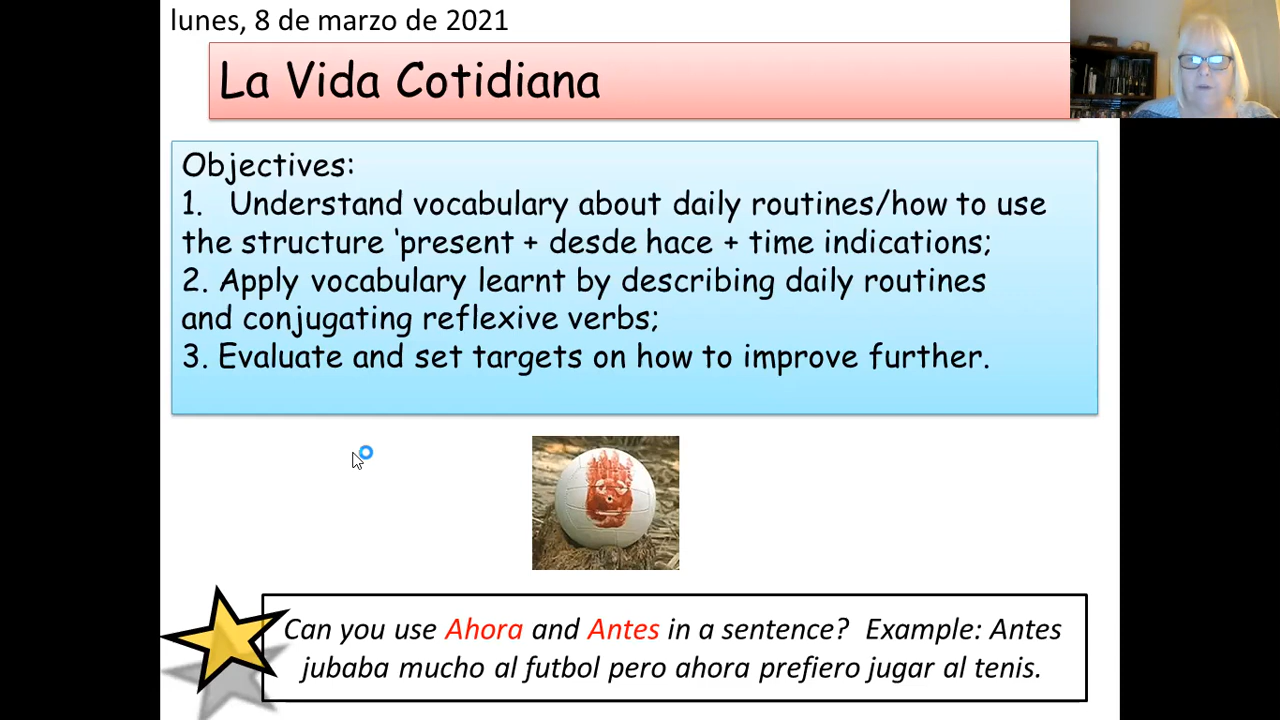 lunes, 8 de marzo de 2021
La Vida Cotidiana
Objectives:
1. Understand vocabulary about daily routines/how to use
the structure ‘present + desde hace + time indications;
2. Apply vocabulary learnt by describing daily routines
and conjugating reflexive verbs;
3. Evaluate and set targets on how to improve further.
Can you use Ahora and Antes in a sentence? Example: Antes
jubaba mucho al futbol pero ahora prefiero jugar al tenis.